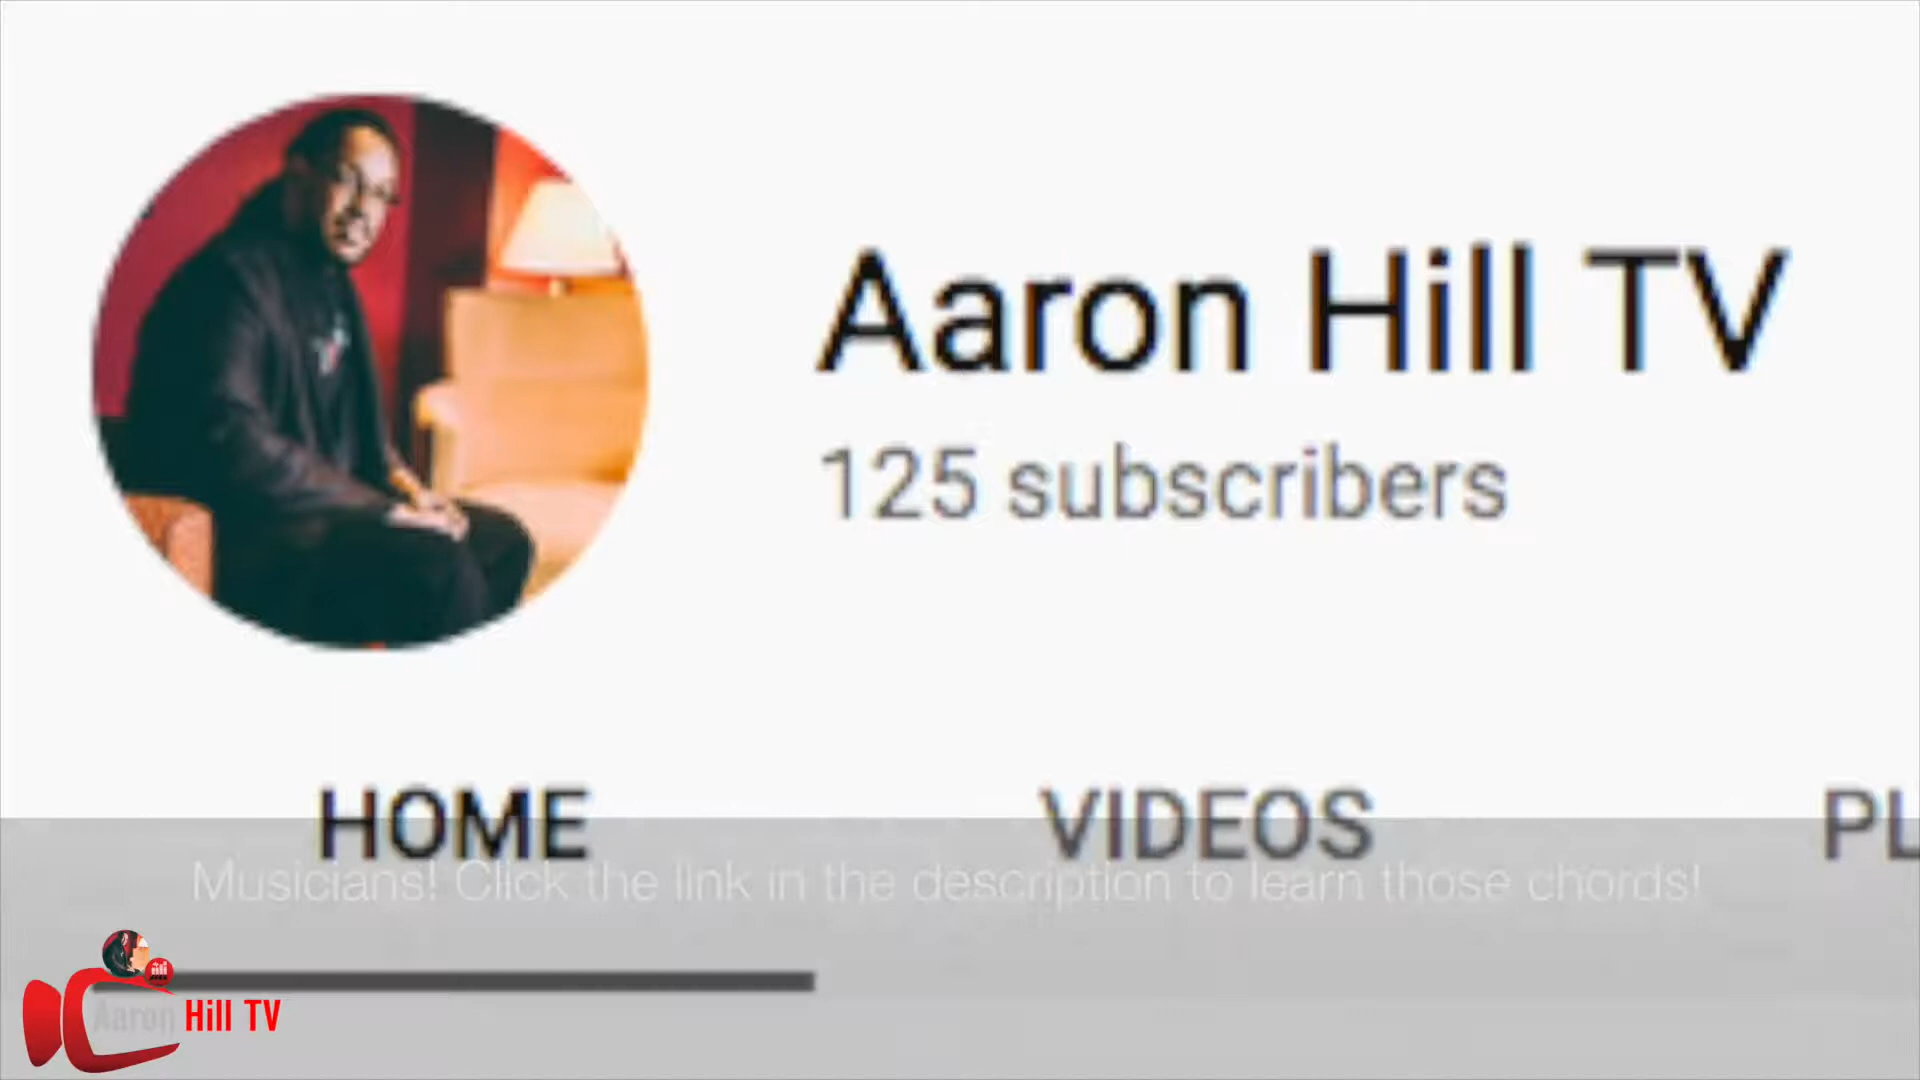 Aaron Hill TV
125 subscribers
HOME
VIDEOS
PL
Musicians! Click the link in the description to learn those chords!
Aaron Hill TV